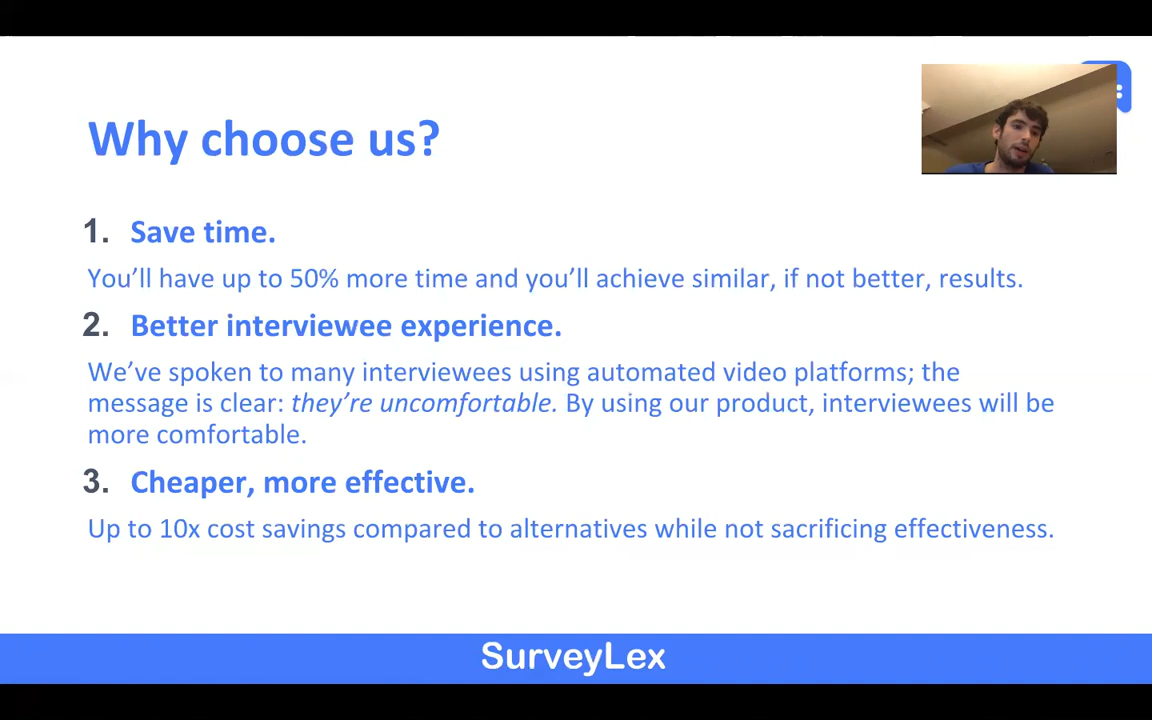 Why choose us?
1. Save time.
You’ll have up to 50% more time and you’ll achieve similar, if not better, results.
2. Better interviewee experience.
We’ve spoken to many interviewees using automated video platforms; the
message is clear: they’re uncomfortable. By using our product, interviewees will be
more comfortable.
3. Cheaper, more effective.
Up to 10x cost savings compared to alternatives while not sacrificing effectiveness.
SurveyLex